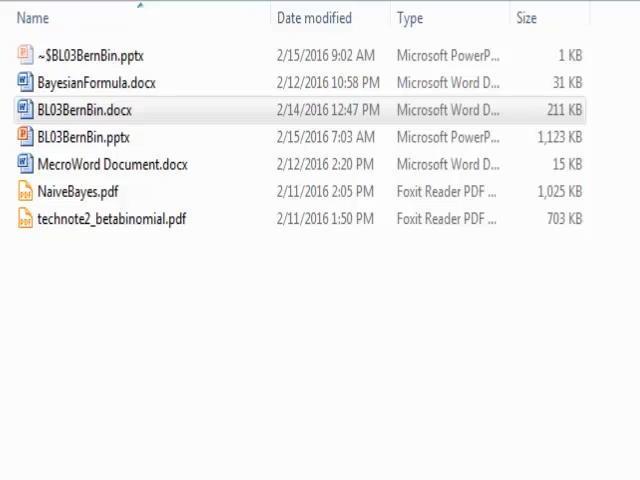 Name Date modified Type Size
~$BL03BernBin.pptx 2/15/2016 9:02 AM Microsoft PowerP... 1 KB
BayesianFormula.docx 2/12/2016 10:58 PM Microsoft Word D... 31 KB
BL03BernBin.docx 2/14/2016 12:47 PM Microsoft Word D... 211 KB
BL03BernBin.pptx 2/15/2016 7:03 AM Microsoft PowerP... 1,123 KB
MecroWord Document.docx 2/12/2016 2:20 PM Microsoft Word D... 15 KB
NaiveBayes.pdf 2/11/2016 2:05 PM Foxit Reader PDF ... 1,025 KB
technote2_betabinomial.pdf 2/11/2016 1:50 PM Foxit Reader PDF ... 703 KB